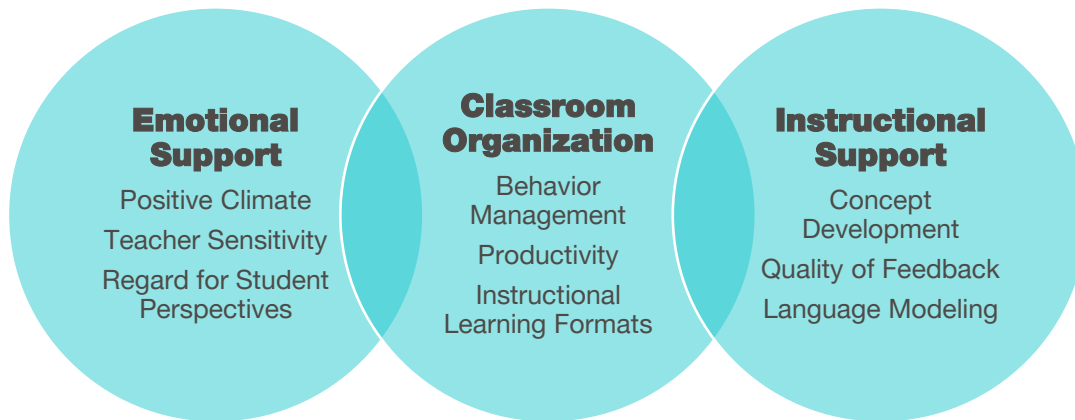 Emotional
Support
Positive Climate
Teacher Sensitivity
Regard for Student
Perspectives
Classroom
Organization
Behavior
Management
Productivity
Instructional
Learning Formats
Instructional
Support
Concept
Development
Quality of Feedback
Language Modeling